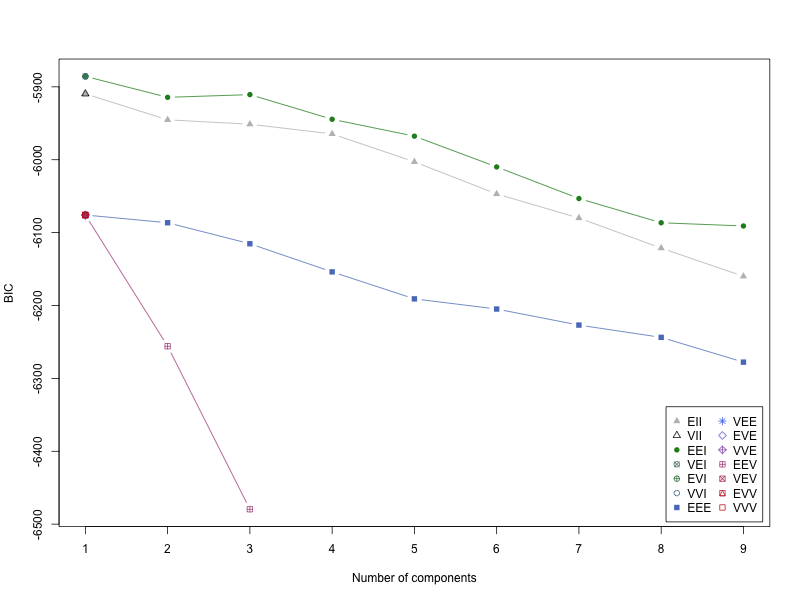 -5900
-6000
-6100
-6200
-6300
-6400
-6500
BIC
1 2 3 4 5 6 7 8 9
Number of components
EII VEE
VII EVE
EEI VVE
VEI EEV
EVI VEV
VVI EVV
EEE VVV